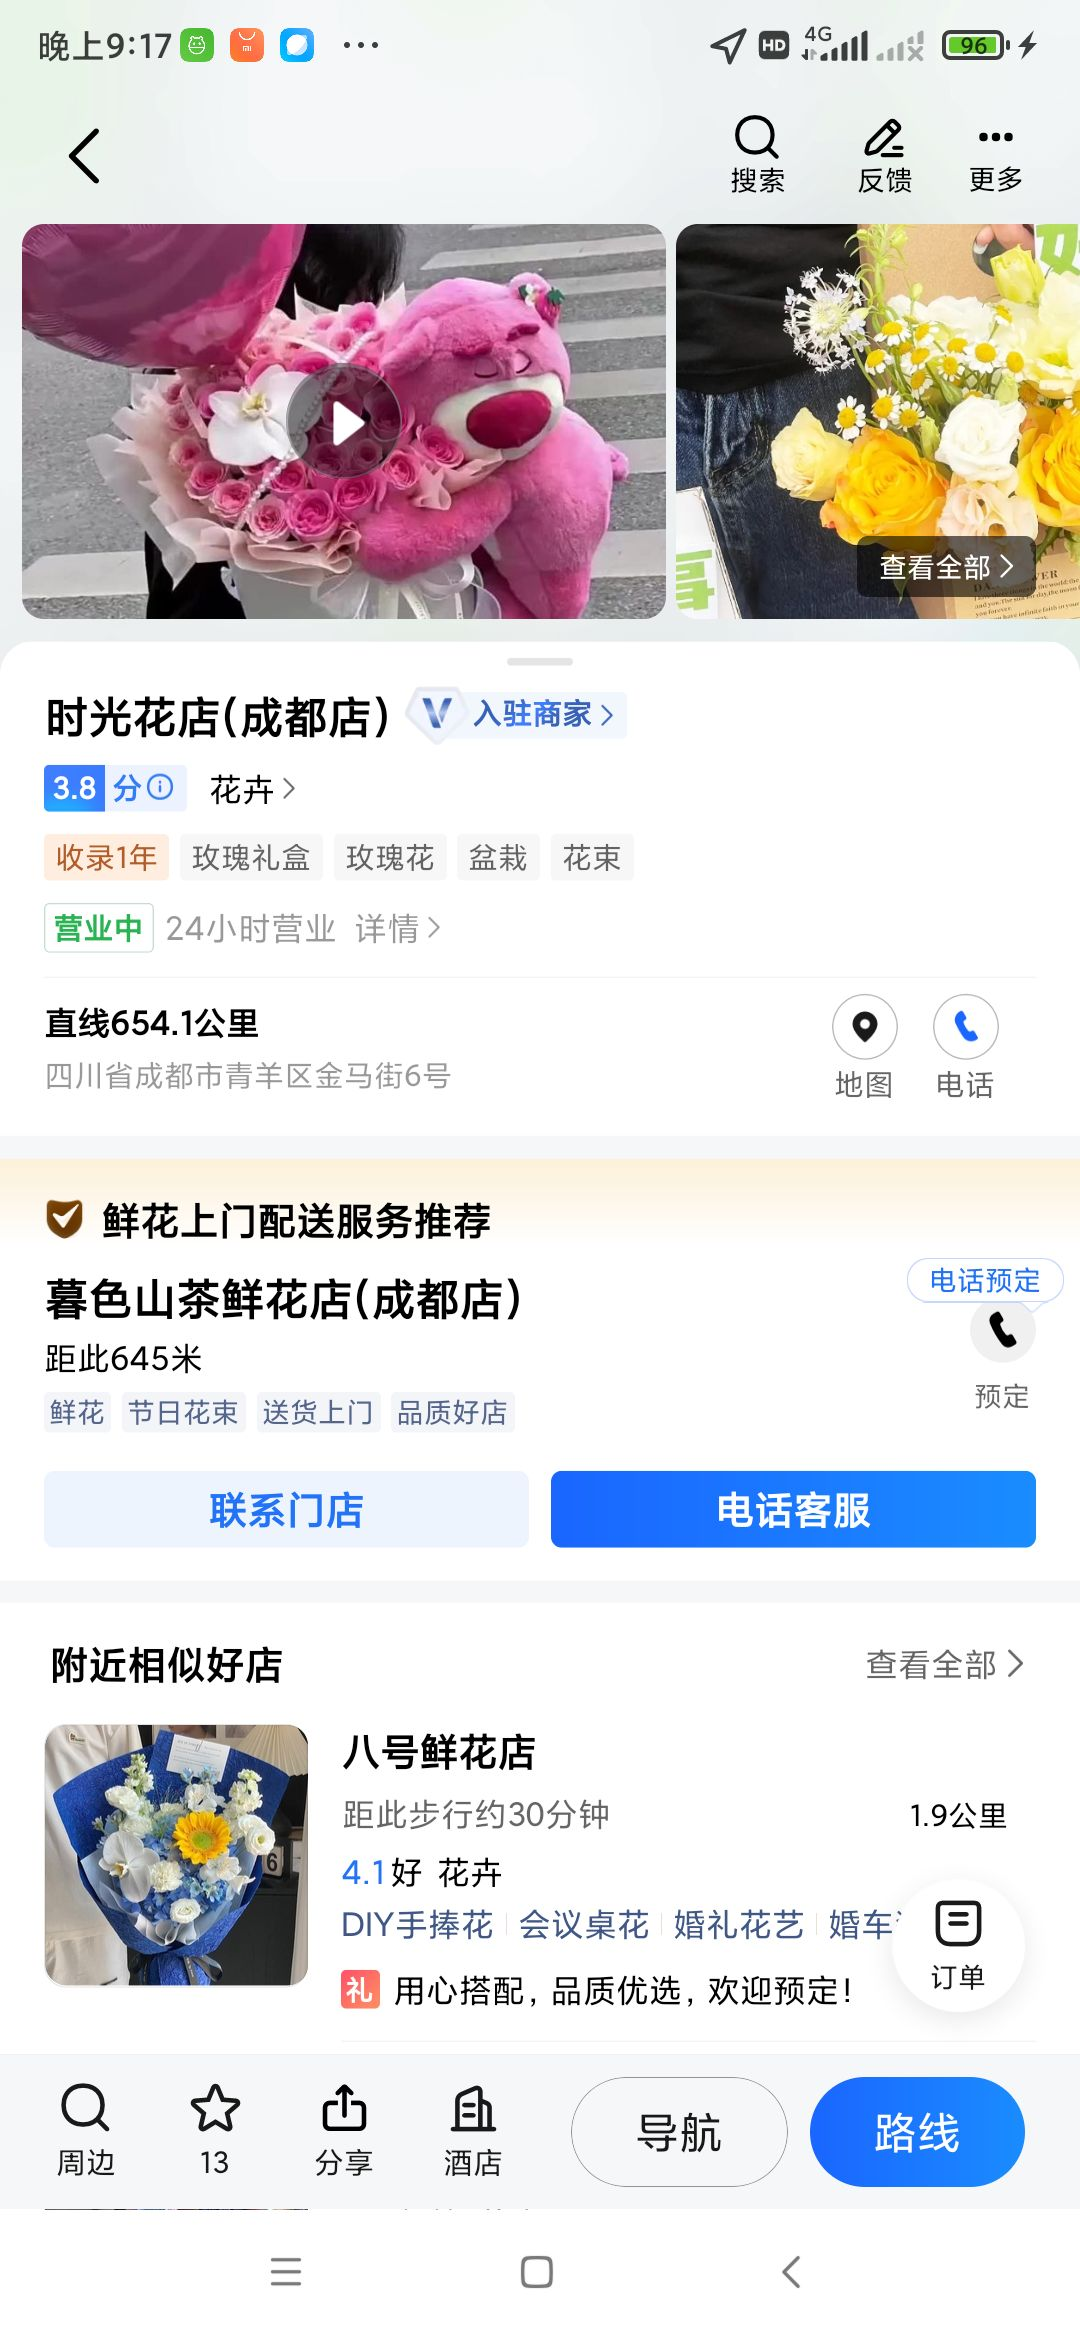 晚上9:17
HD 4G 96
搜索 反馈 更多
查看全部
时光花店(成都店) V 入驻商家
3.8分 花卉
收录1年 玫瑰礼盒 玫瑰花 盆栽 花束
营业中 24小时营业 详情
直线654.1公里
四川省成都市青羊区金马街6号
地图 电话
鲜花上门配送服务推荐
暮色山茶鲜花店(成都店)
电话预定
距此645米
预定
鲜花 节日花束 送货上门 品质好店
联系门店 电话客服
附近相似好店 查看全部
八号鲜花店
距此步行约30分钟 1.9公里
4.1好 花卉
DIY手捧花 会议桌花 婚礼花艺 婚车
礼 用心搭配，品质优选，欢迎预定！
订单
周边 13 分享 酒店 导航 路线